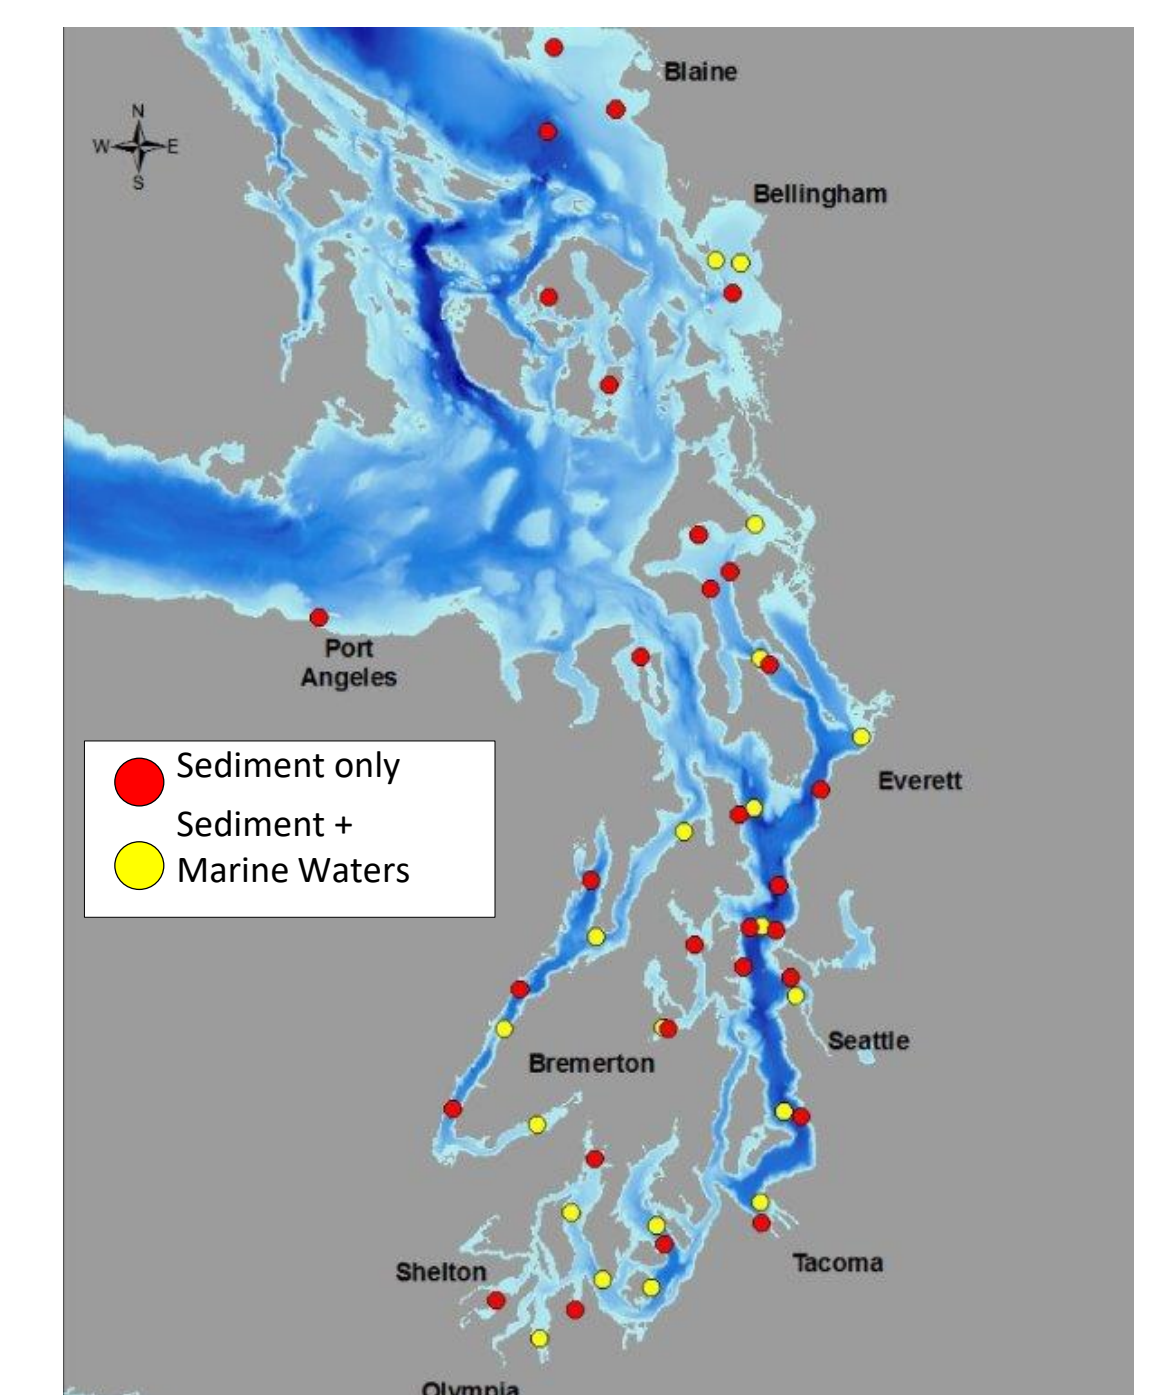 Blaine
N
W E
S
Bellingham
Port
Angeles
Sediment only
Sediment +
Marine Waters
Everett
Seattle
Bremerton
Tacoma
Shelton
Olympia